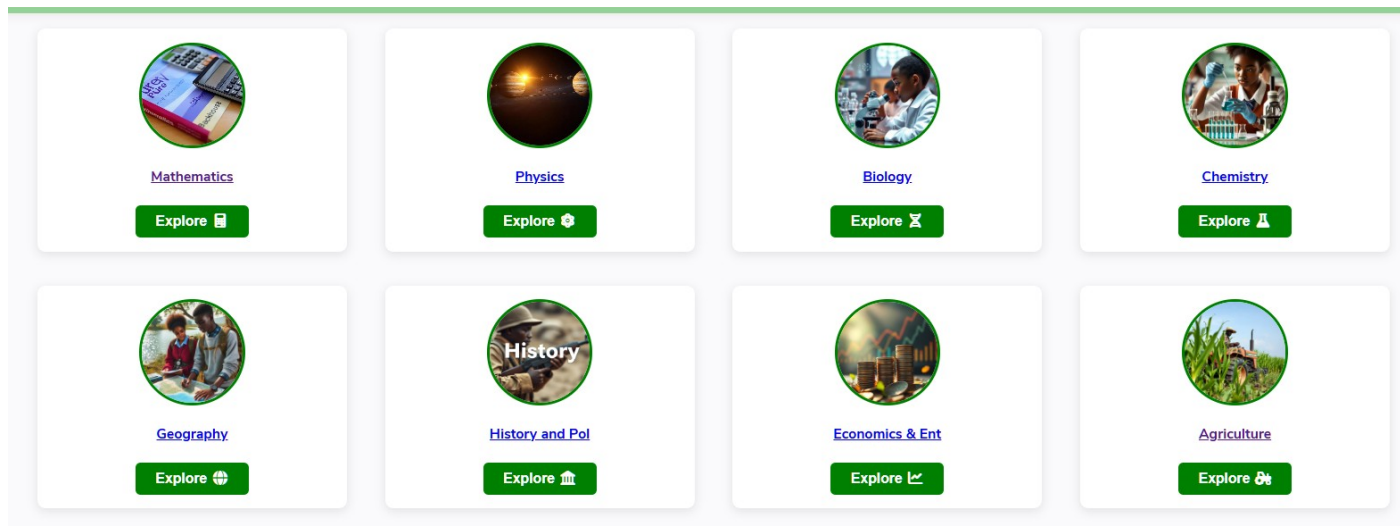 Mathematics
Physics
Biology
Chemistry
Explore
Explore
Explore
Explore
History
Geography
History and Pol
Economics & Ent
Agriculture
Explore
Explore
Explore
Explore